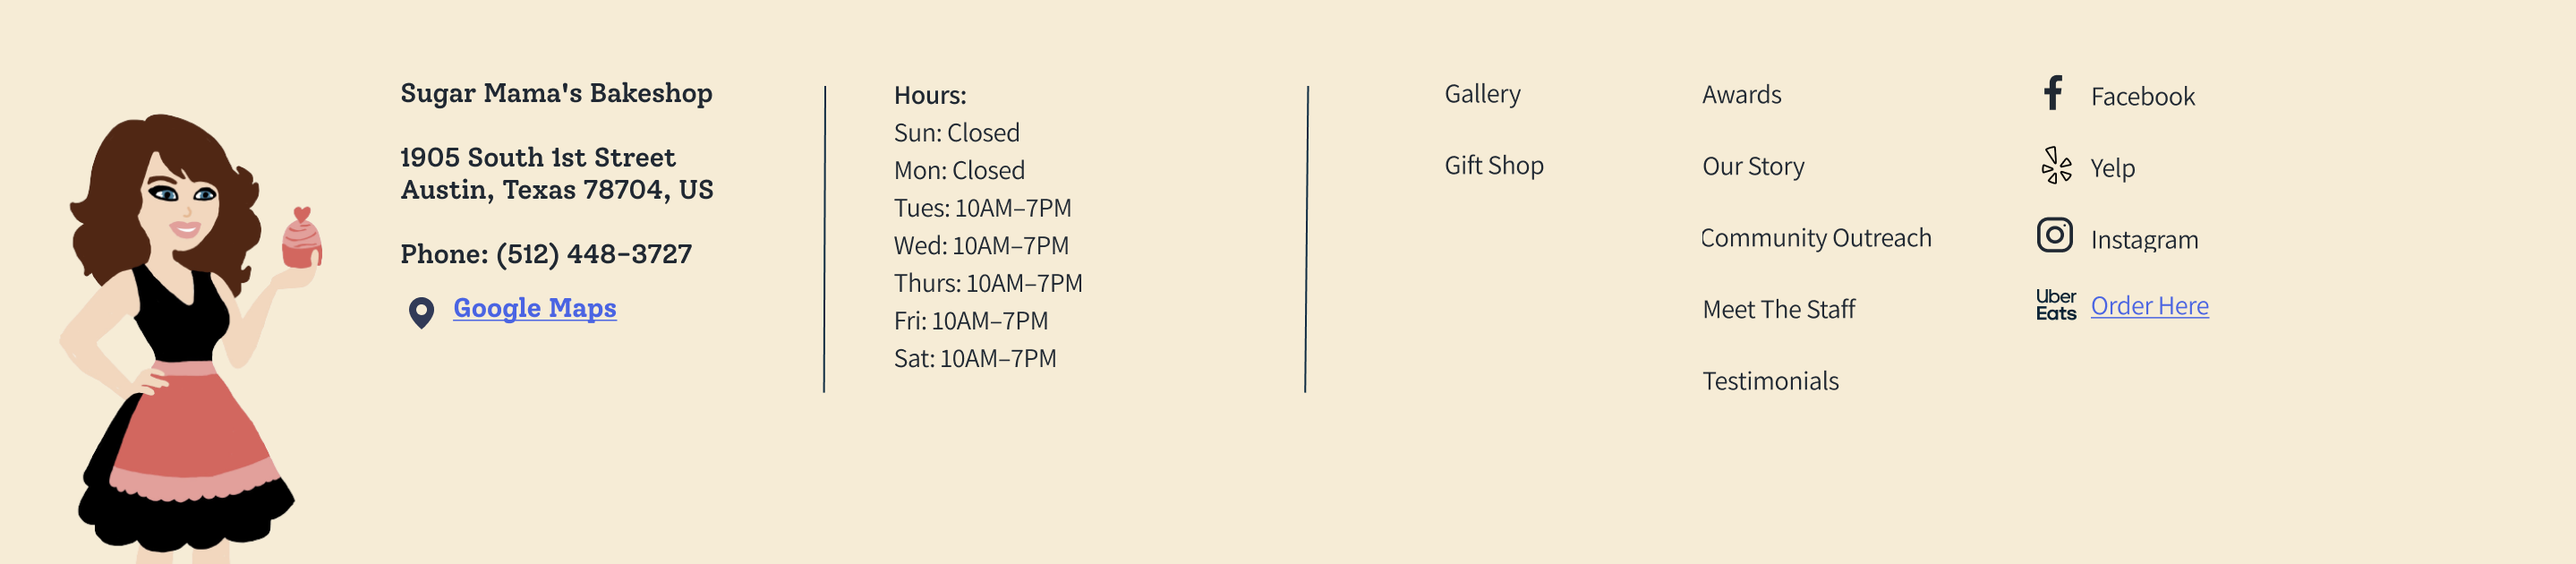 Sugar Mama's Bakeshop
1905 South 1st Street
Austin, Texas 78704, US
Phone: (512) 448-3727
Google Maps
Hours:
Sun: Closed
Mon: Closed
Tues: 10AM–7PM
Wed: 10AM–7PM
Thurs: 10AM–7PM
Fri: 10AM–7PM
Sat: 10AM–7PM
Gallery
Gift Shop
Awards
Our Story
Community Outreach
Meet The Staff
Testimonials
Facebook
Yelp
Instagram
Uber
Eats
Order Here